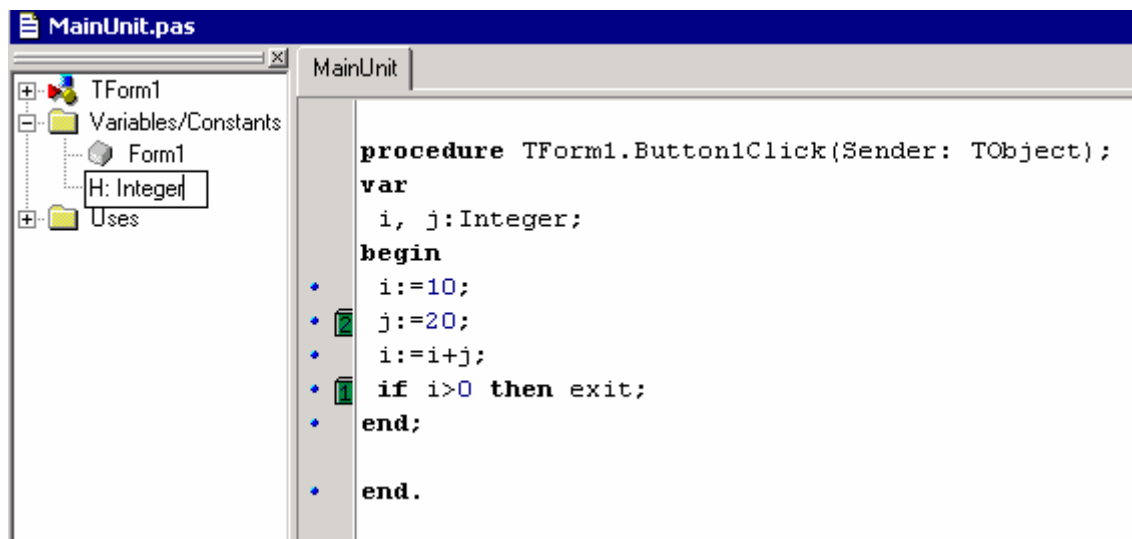 MainUnit.pas
TForm1
Variables/Constants
Form1
H: Integer
Uses
MainUnit
procedure TForm1.Button1Click(Sender: TObject);
var
i, j:Integer;
begin
i:=10;
2 j:=20;
i:=i+j;
1 if i>0 then exit;
end;
end.